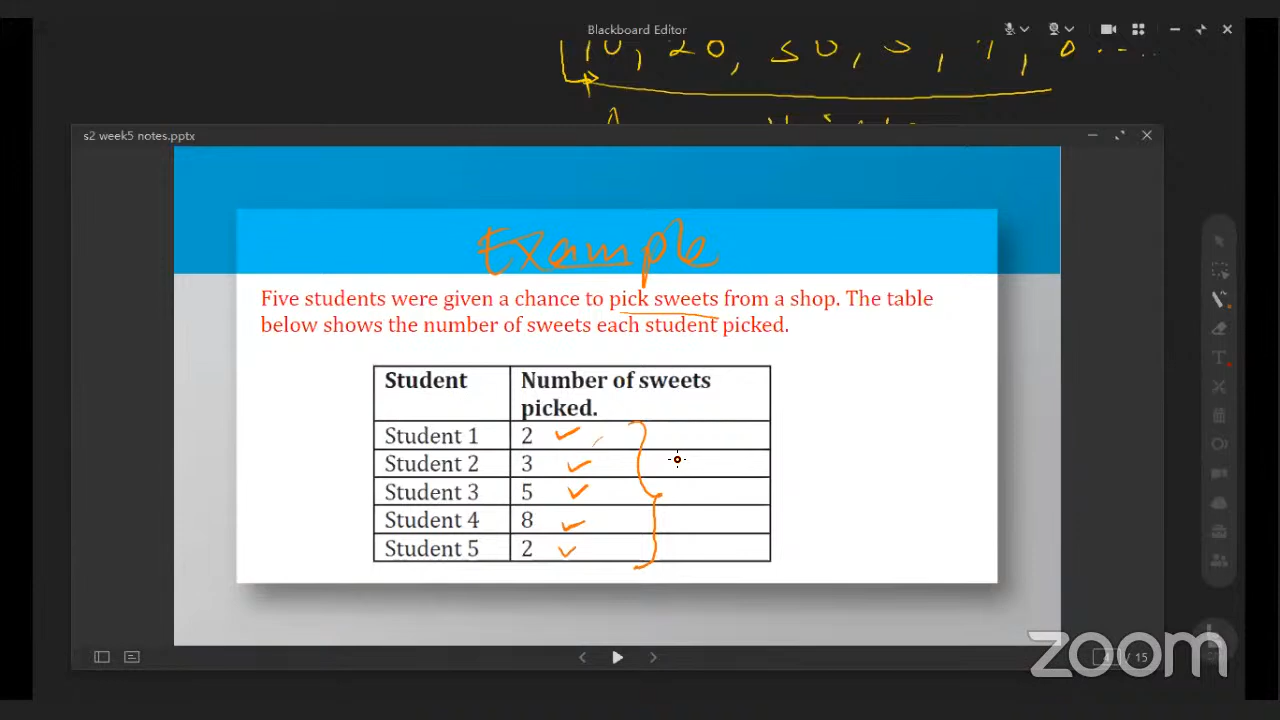 Blackboard Editor
10, 20, 30, 5,
s2 week5 notes.pptx
Example
Five students were given a chance to pick sweets from a shop. The table
below shows the number of sweets each student picked.
Student Number of sweets
picked.
Student 1 2
Student 2 3
Student 3 5
Student 4 8
Student 5 2
/ 15
zoom